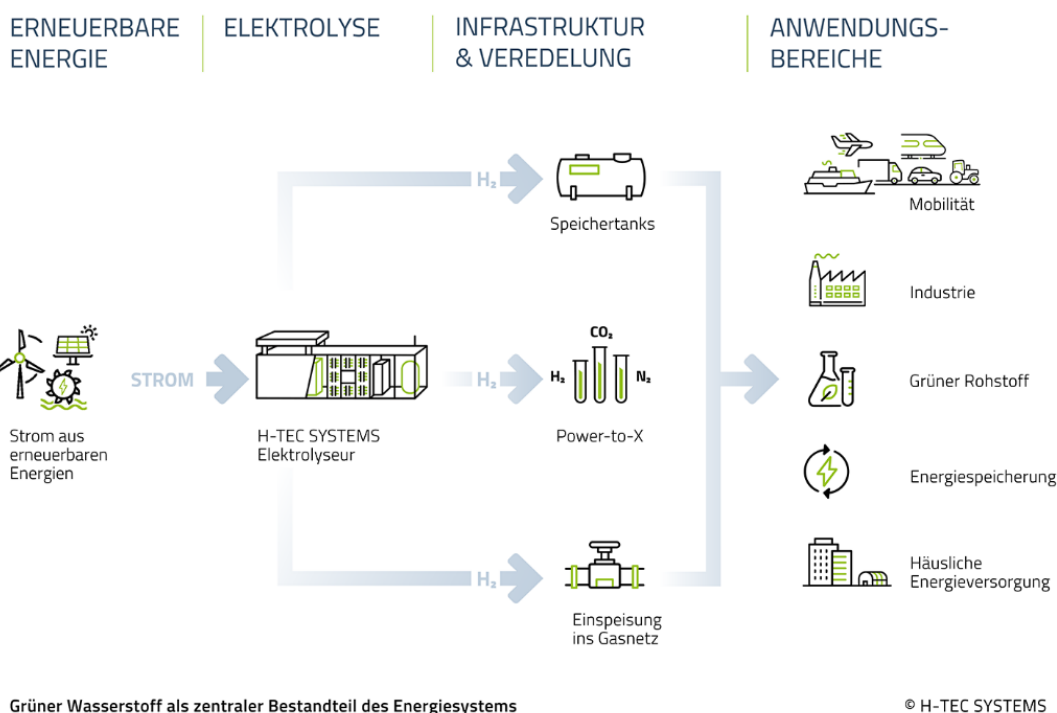 ERNEUERBARE
ENERGIE
ELEKTROLYSE
INFRASTRUKTUR
& VEREDELUNG
ANWENDUNGS-
BEREICHE
H₂
Speichertanks
Mobilität
Industrie
STROM
Strom aus
erneuerbaren
Energien
H-TEC SYSTEMS
Elektrolyseur
H₂
CO₂
H₂
N₂
Power-to-X
Grüner Rohstoff
Energiespeicherung
H₂
Einspeisung
ins Gasnetz
Häusliche
Energieversorgung
Grüner Wasserstoff als zentraler Bestandteil des Energiesystems
© H-TEC SYSTEMS